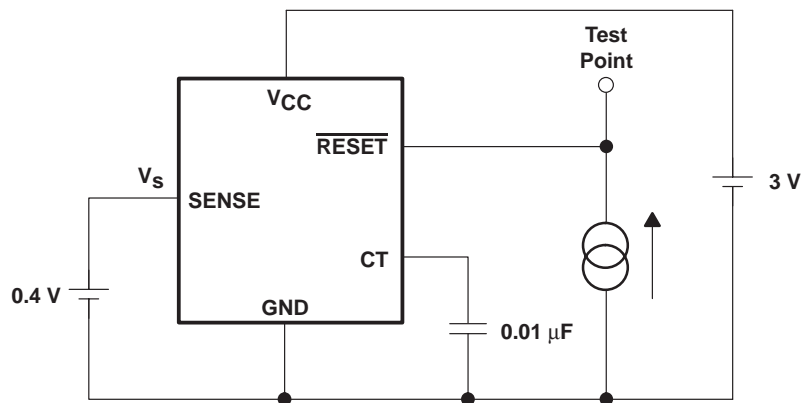 Test
Point
VCC
RESET
Vs
SENSE
3 V
CT
0.4 V
GND
0.01 μF